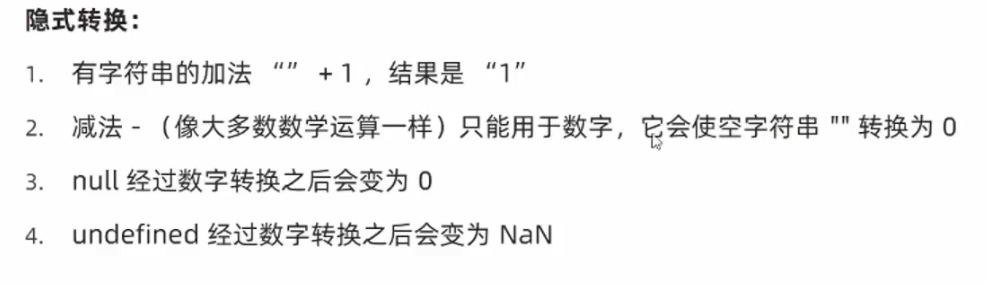 隐式转换：
1. 有字符串的加法 “” + 1 ，结果是 “1”
2. 减法 - （像大多数数学运算一样）只能用于数字，它会使空字符串 "" 转换为 0
3. null 经过数字转换之后会变为 0
4. undefined 经过数字转换之后会变为 NaN